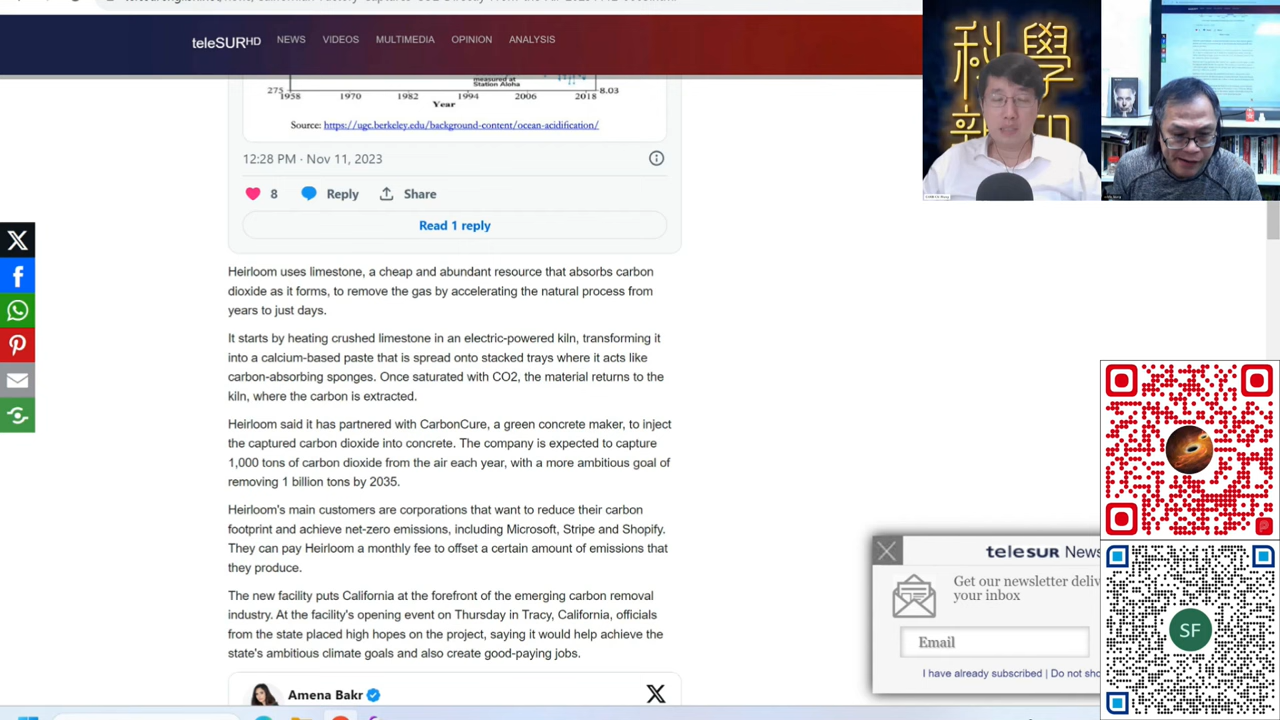 teleSURHD NEWS VIDEOS MULTIMEDIA OPINION | ANALYSIS
measured at
Station Aloha
273
1958 1970 1982 1994 2006 2018
8.03
Year
Source: https://ugc.berkeley.edu/background-content/ocean-acidification/
12:28 PM · Nov 11, 2023
8 Reply Share
Read 1 reply
Heirloom uses limestone, a cheap and abundant resource that absorbs carbon
dioxide as it forms, to remove the gas by accelerating the natural process from
years to just days.
It starts by heating crushed limestone in an electric-powered kiln, transforming it
into a calcium-based paste that is spread onto stacked trays where it acts like
carbon-absorbing sponges. Once saturated with CO2, the material returns to the
kiln, where the carbon is extracted.
Heirloom said it has partnered with CarbonCure, a green concrete maker, to inject
the captured carbon dioxide into concrete. The company is expected to capture
1,000 tons of carbon dioxide from the air each year, with a more ambitious goal of
removing 1 billion tons by 2035.
Heirloom's main customers are corporations that want to reduce their carbon
footprint and achieve net-zero emissions, including Microsoft, Stripe and Shopify.
They can pay Heirloom a monthly fee to offset a certain amount of emissions that
they produce.
The new facility puts California at the forefront of the emerging carbon removal
industry. At the facility's opening event on Thursday in Tracy, California, officials
from the state placed high hopes on the project, saying it would help achieve the
state's ambitious climate goals and also create good-paying jobs.
Amena Bakr
科學
teleSUR News
Get our newsletter deliv
your inbox
Email
I have already subscribed | Do not sho
SF